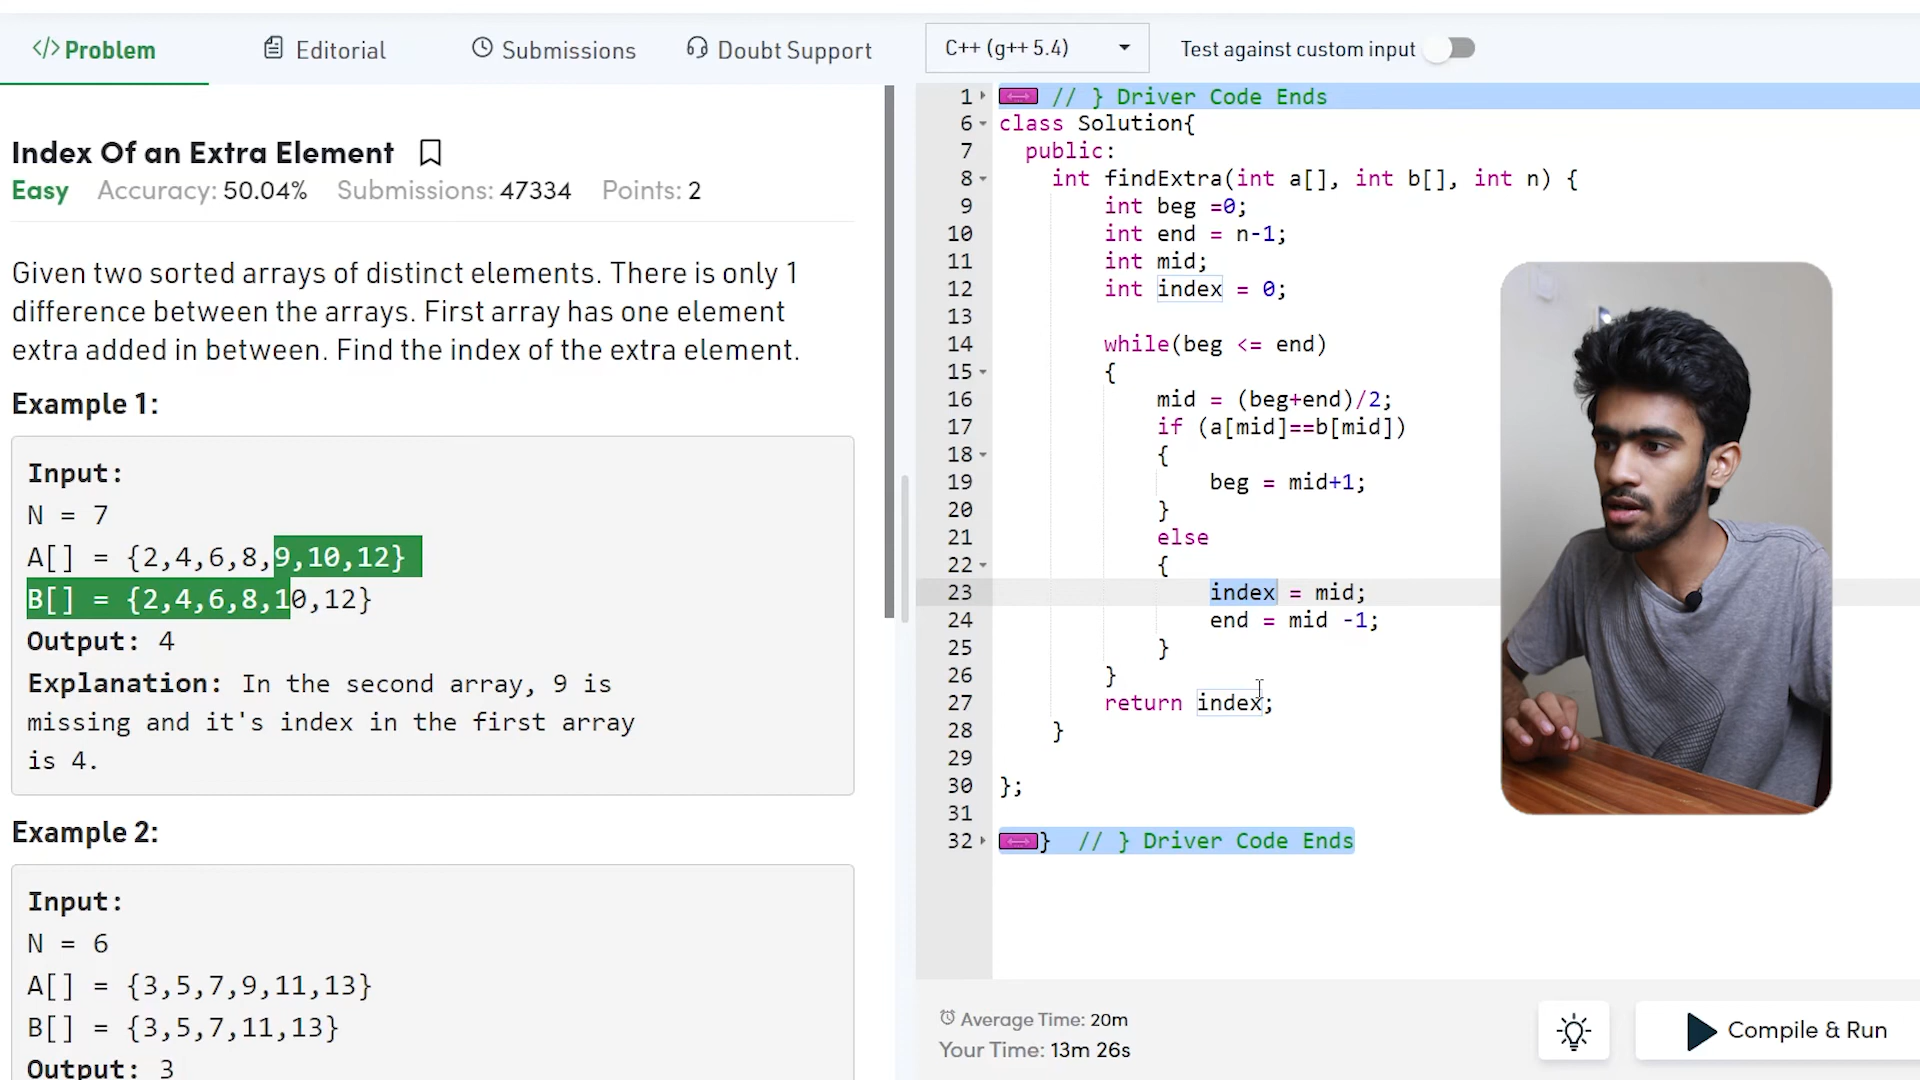 </> Problem
Editorial
Submissions
Doubt Support
C++ (g++ 5.4)
Test against custom input
Index Of an Extra Element
Easy Accuracy: 50.04% Submissions: 47334 Points: 2
Given two sorted arrays of distinct elements. There is only 1
difference between the arrays. First array has one element
extra added in between. Find the index of the extra element.
Example 1:
Input:
N = 7
A[] = {2,4,6,8,9,10,12}
B[] = {2,4,6,8,10,12}
Output: 4
Explanation: In the second array, 9 is
missing and it's index in the first array
is 4.
Example 2:
Input:
N = 6
A[] = {3,5,7,9,11,13}
B[] = {3,5,7,11,13}
Output: 3
1 // } Driver Code Ends
6 class Solution{
7 public:
8 int findExtra(int a[], int b[], int n) {
9 int beg =0;
10 int end = n-1;
11 int mid;
12 int index = 0;
13
14 while(beg <= end)
15 {
16 mid = (beg+end)/2;
17 if (a[mid]==b[mid])
18 {
19 beg = mid+1;
20 }
21 else
22 {
23 index = mid;
24 end = mid -1;
25 }
26 }
27 return index;
28 }
29
30 };
31
32 } // } Driver Code Ends
Average Time: 20m
Your Time: 13m 26s
Compile & Run